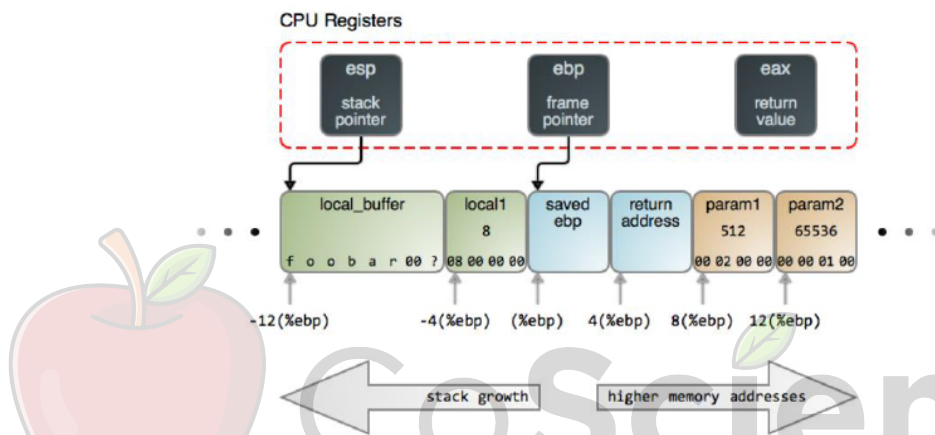 CPU Registers
esp
stack
pointer
ebp
frame
pointer
eax
return
value
local_buffer
f o o b a r 00 ?
local1
8
08 00 00 00
saved
ebp
return
address
param1
512
00 02 00 00
param2
65536
00 00 01 00
-12(%ebp)
-4(%ebp)
(%ebp)
4(%ebp)
8(%ebp)
12(%ebp)
stack growth
higher memory addresses
CoScien